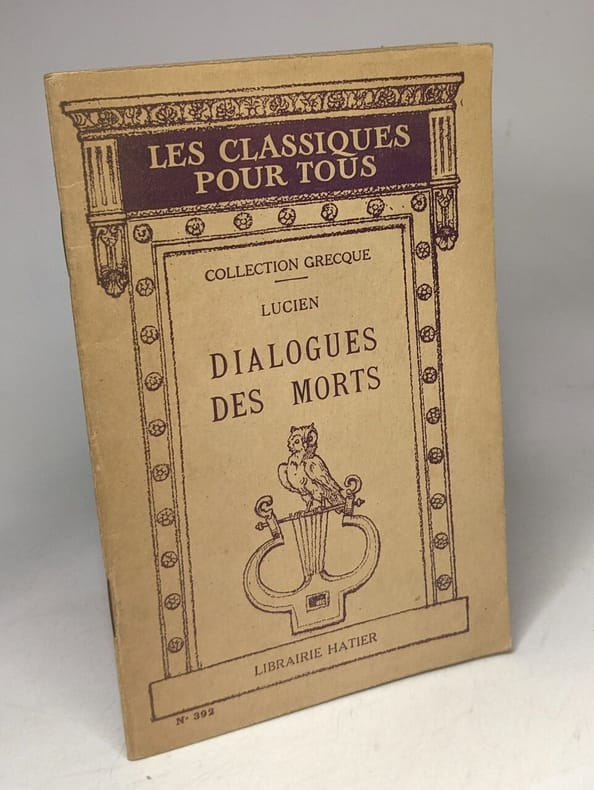 LES CLASSIQUES
POUR TOUS
COLLECTION GRECQUE
LUCIEN
DIALOGUES
DES MORTS
LIBRAIRIE HATIER
N° 392